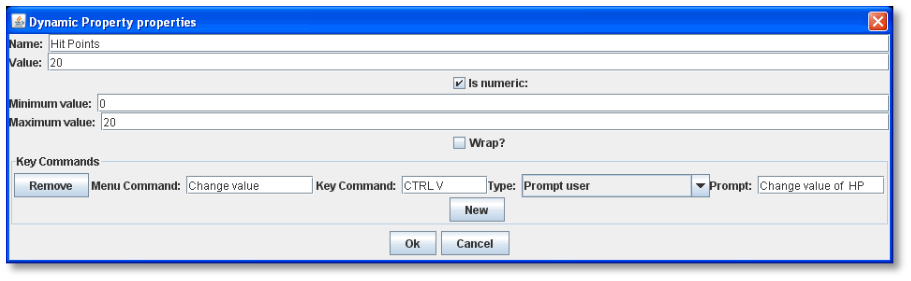 Dynamic Property properties
Name: Hit Points
Value: 20
Is numeric:
Minimum value: 0
Maximum value: 20
Wrap?
Key Commands
Remove Menu Command: Change value Key Command: CTRL V Type: Prompt user Prompt: Change value of HP
New
Ok Cancel